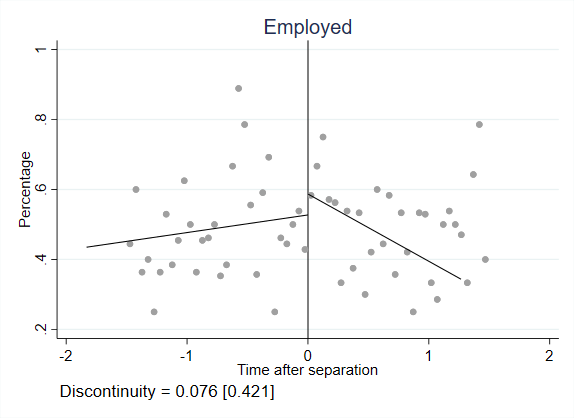 Employed
Percentage
1
.8
.6
.4
.2
-2 -1 0 1 2
Time after separation
Discontinuity = 0.076 [0.421]